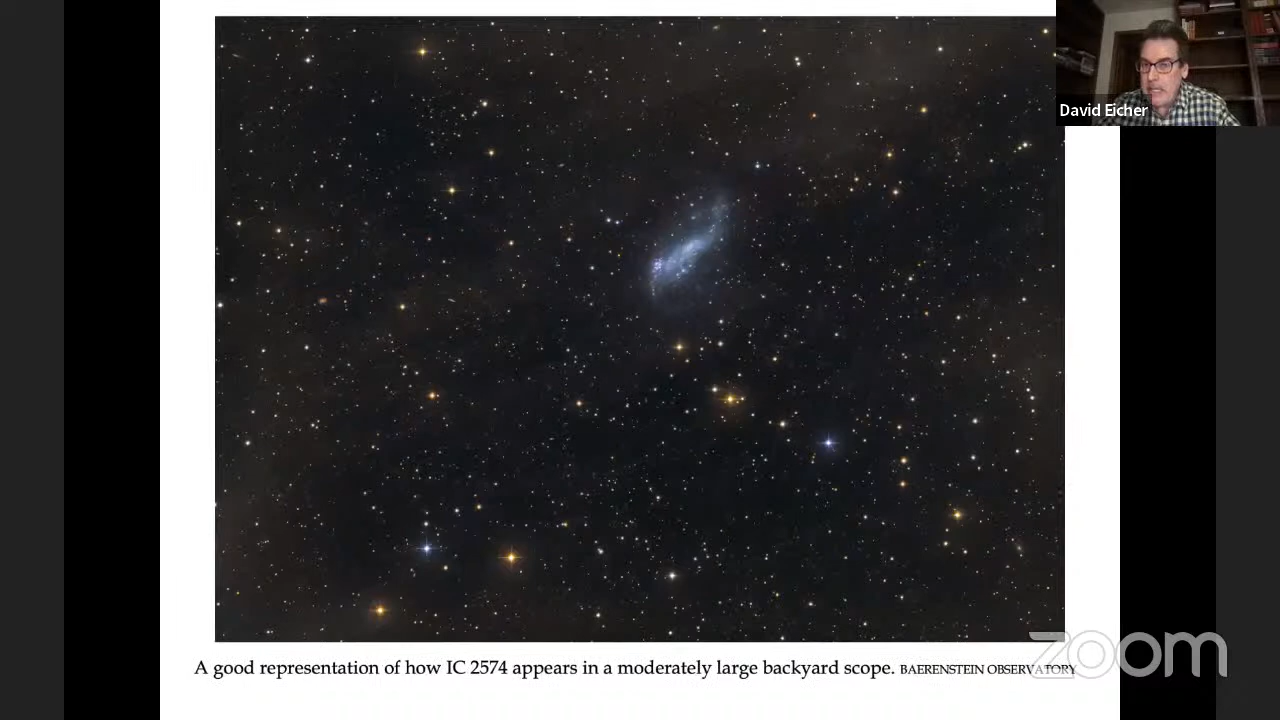 David Eicher
A good representation of how IC 2574 appears in a moderately large backyard scope. BAERENSTEIN OBSERVATORY
zoom